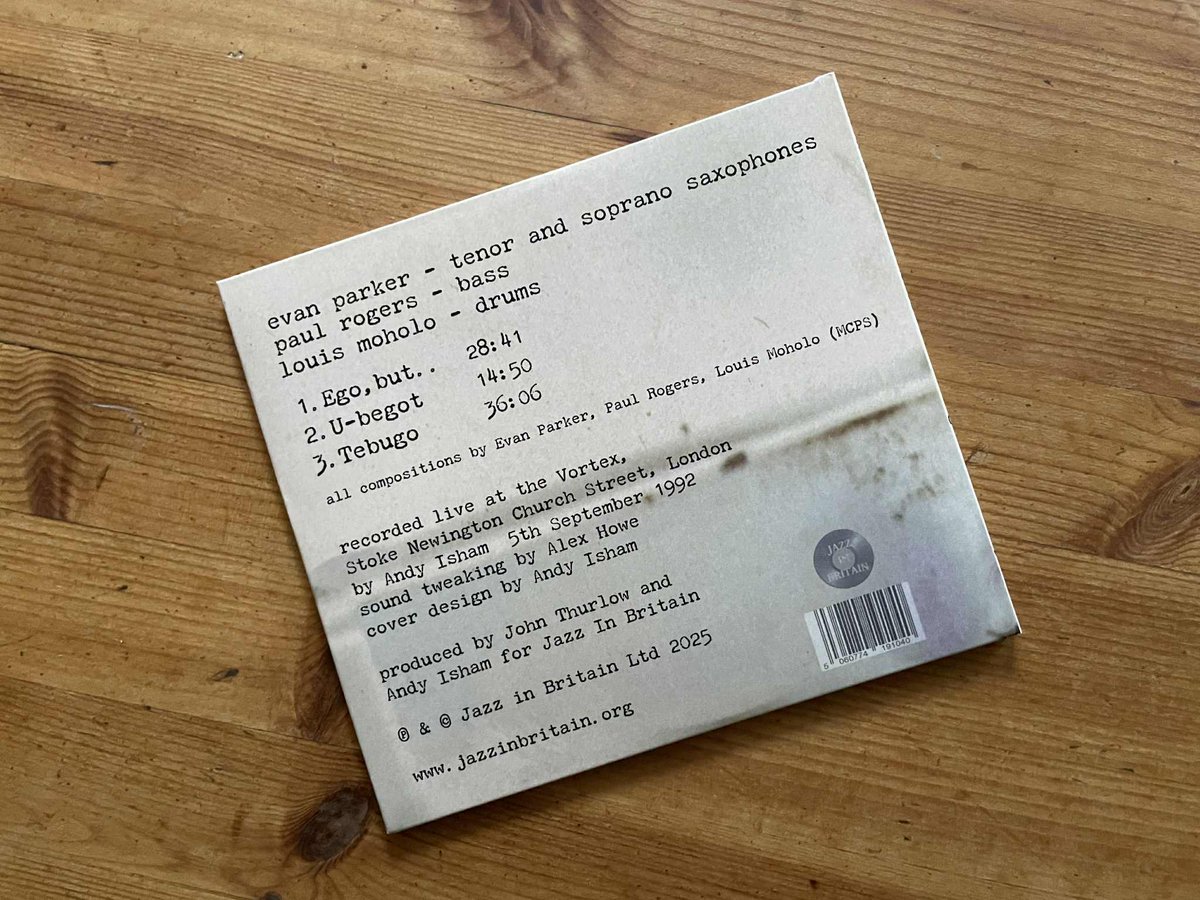 evan parker - tenor and soprano saxophones
paul rogers - bass
louis moholo - drums
1. Ego,but.. 28:41
2. U-begot 14:50
3. Tebugo 36:06
all compositions by Evan Parker, Paul Rogers, Louis Moholo (MCPS)
recorded live at the Vortex,
Stoke Newington Church Street, London
by Andy Isham 5th September 1992
sound tweaking by Alex Howe
cover design by Andy Isham
produced by John Thurlow and
Andy Isham for Jazz In Britain
℗ & © Jazz in Britain Ltd 2025
www.jazzinbritain.org
JAZZ
IN
BRITAIN
5 060774 191040